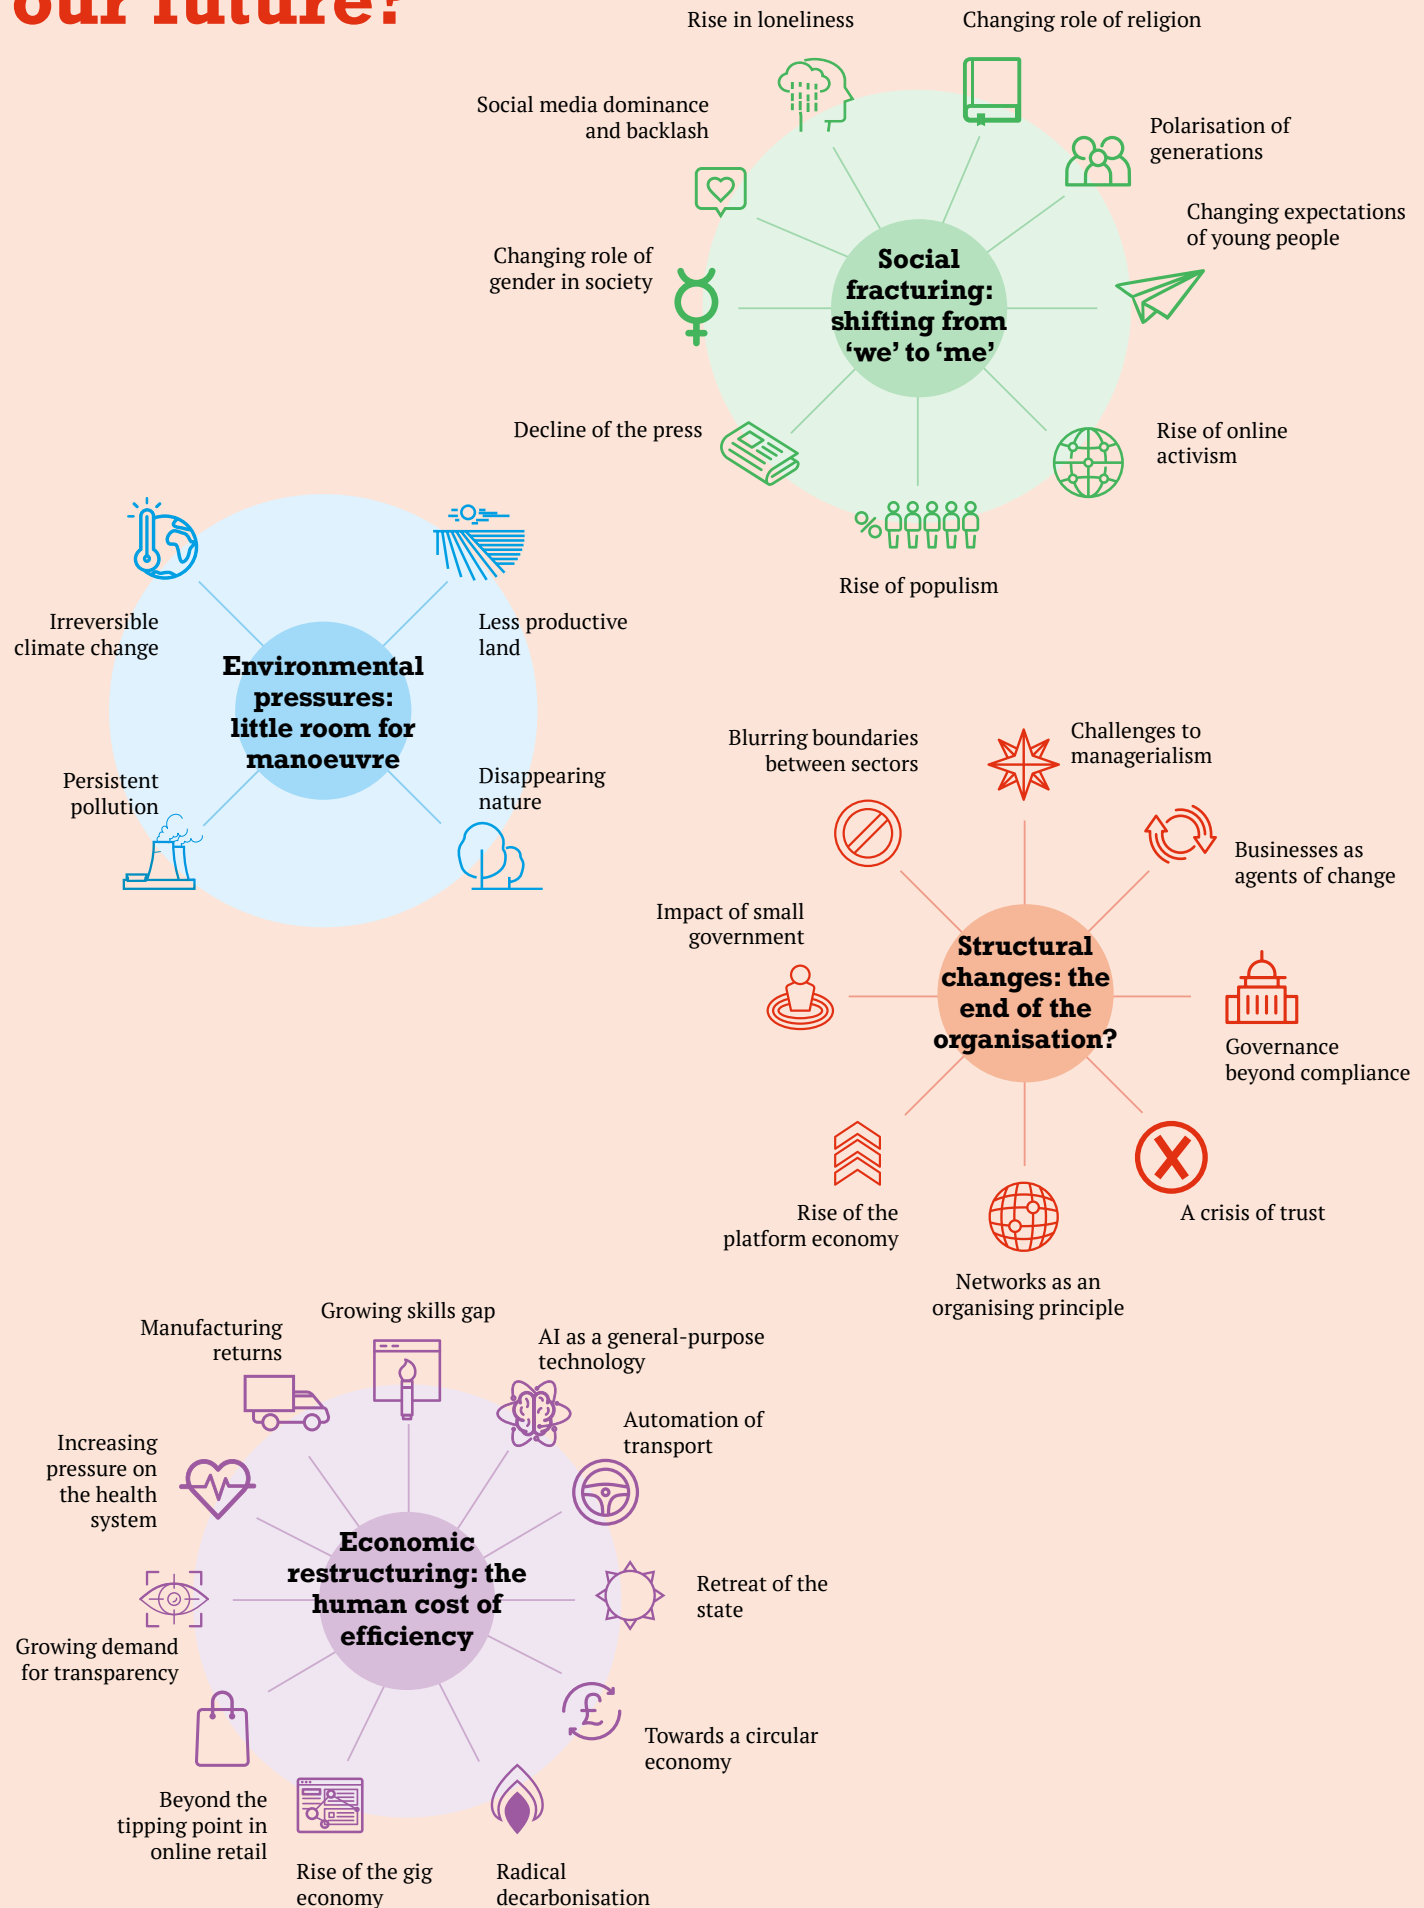 our future?
Rise in loneliness
Changing role of religion
Social media dominance
and backlash
Polarisation of
generations
Changing expectations
of young people
Changing role of
gender in society
Social
fracturing:
shifting from
‘we’ to ‘me’
Decline of the press
Rise of online
activism
Rise of populism
Irreversible
climate change
Less productive
land
Environmental
pressures:
little room for
manoeuvre
Persistent
pollution
Disappearing
nature
Blurring boundaries
between sectors
Challenges to
managerialism
Businesses as
agents of change
Impact of small
government
Structural
changes: the
end of the
organisation?
Governance
beyond compliance
Rise of the
platform economy
A crisis of trust
Networks as an
organising principle
Growing skills gap
Manufacturing
returns
AI as a general-purpose
technology
Automation of
transport
Increasing
pressure on
the health
system
Economic
restructuring: the
human cost of
efficiency
Retreat of the
state
Growing demand
for transparency
Towards a circular
economy
Beyond the
tipping point in
online retail
Rise of the gig
economy
Radical
decarbonisation